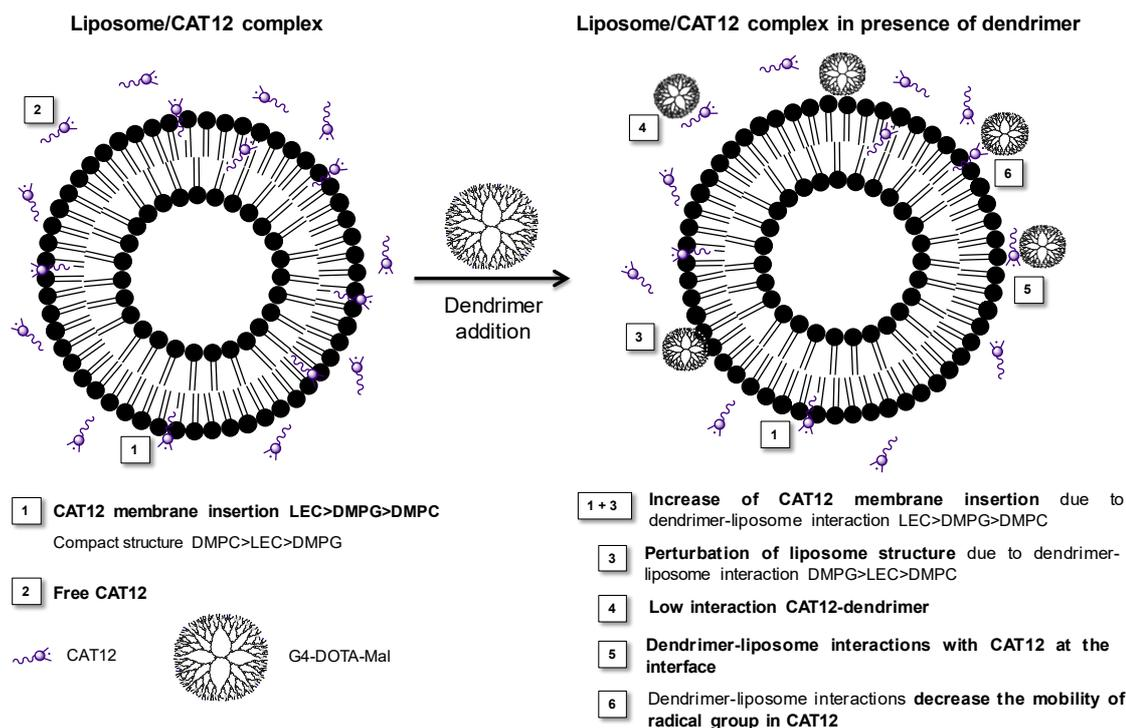 Liposome/CAT12 complex
Liposome/CAT12 complex in presence of dendrimer
2
1
Dendrimer
addition
4
6
5
3
1
1 CAT12 membrane insertion LEC>DMPG>DMPC
Compact structure DMPC>LEC>DMPG
2 Free CAT12
CAT12
G4-DOTA-Mal
1 + 3 Increase of CAT12 membrane insertion due to
dendrimer-liposome interaction LEC>DMPG>DMPC
3 Perturbation of liposome structure due to dendrimer-
liposome interaction DMPG>LEC>DMPC
4 Low interaction CAT12-dendrimer
5 Dendrimer-liposome interactions with CAT12 at the
interface
6 Dendrimer-liposome interactions decrease the mobility of
radical group in CAT12